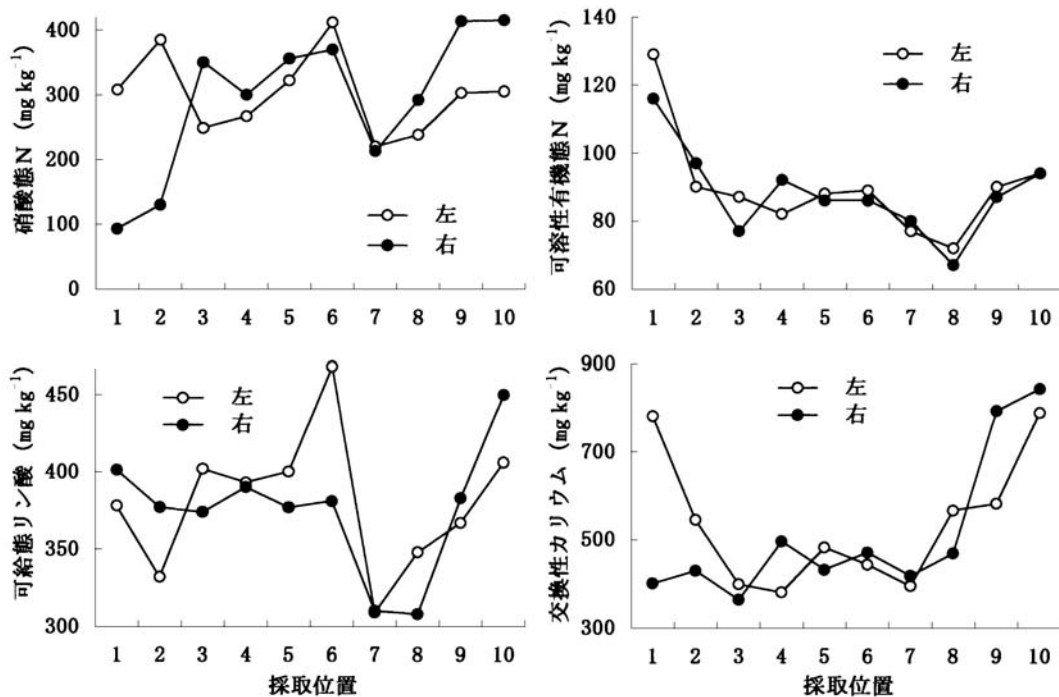 硝酸態N (mg kg⁻¹)
400
300
200
100
0
左
右
1 2 3 4 5 6 7 8 9 10
可溶性有機態N (mg kg⁻¹)
140
120
100
80
60
左
右
1 2 3 4 5 6 7 8 9 10
可給態リン酸 (mg kg⁻¹)
450
400
350
300
左
右
1 2 3 4 5 6 7 8 9 10
採取位置
交換性カリウム (mg kg⁻¹)
900
700
500
300
左
右
1 2 3 4 5 6 7 8 9 10
採取位置